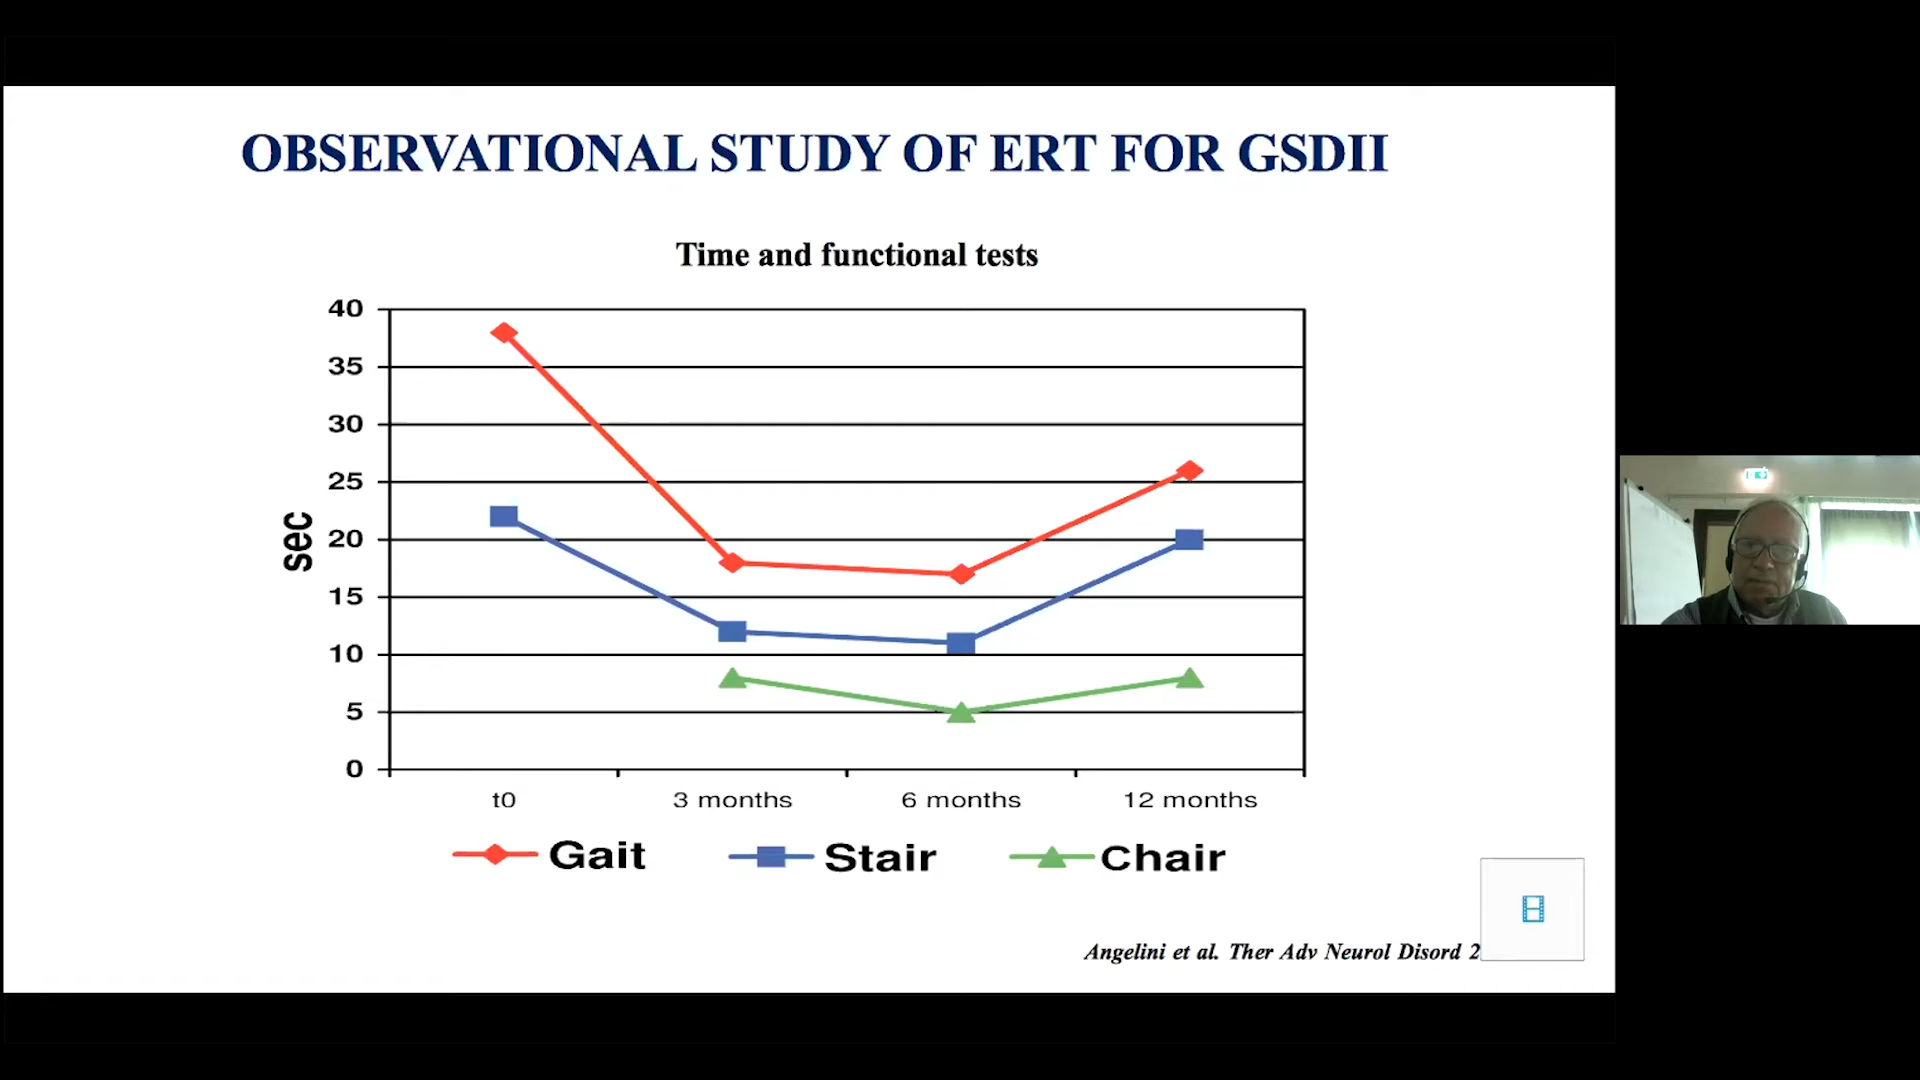 OBSERVATIONAL STUDY OF ERT FOR GSDII
Time and functional tests
40
35
30
25
20
15
10
5
0
sec
t0 3 months 6 months 12 months
Gait Stair Chair
Angelini et al. Ther Adv Neurol Disord 2